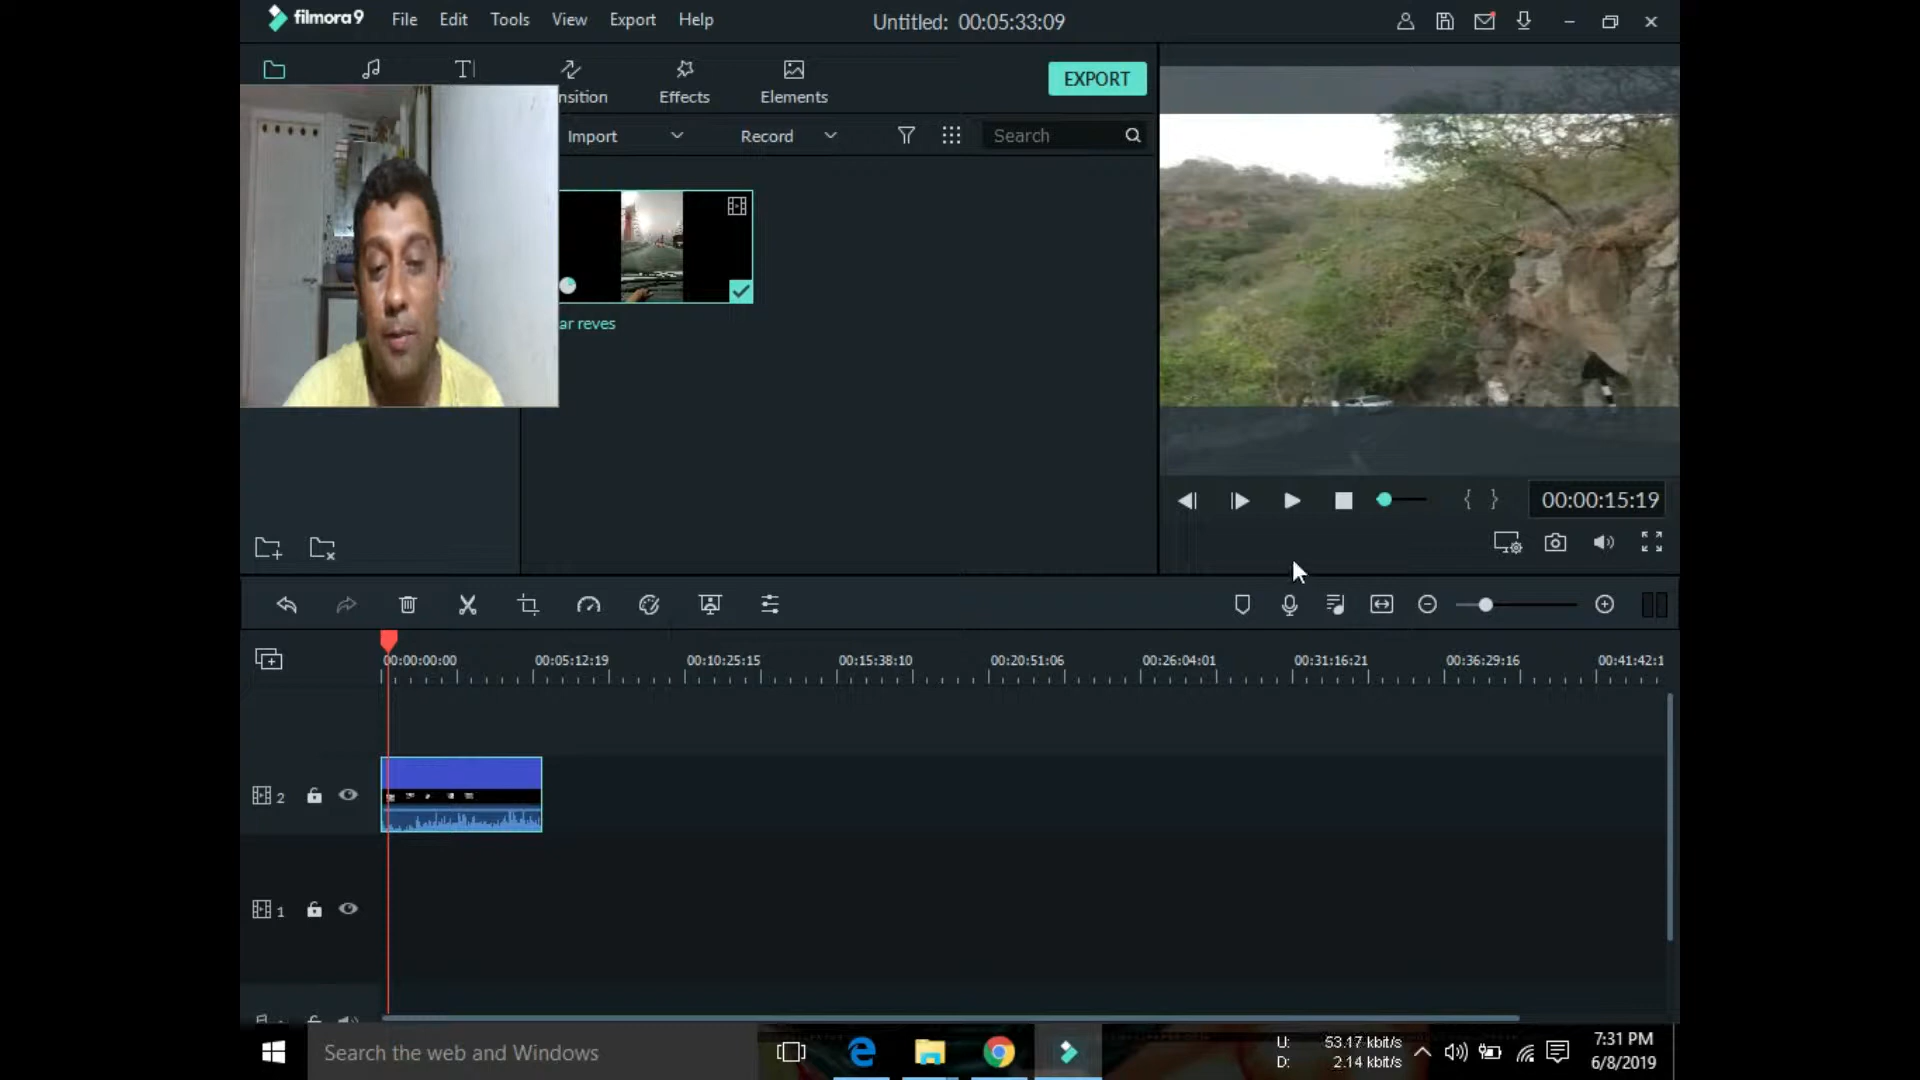 filmora9 File Edit Tools View Export Help Untitled: 00:05:33:09
nsition Effects Elements EXPORT
Import Record Search
ar reves
{ } 00:00:15:19
00:00:00:00 00:05:12:19 00:10:25:15 00:15:38:10 00:20:51:06 00:26:04:01 00:31:16:21 00:36:29:16 00:41:42:1
2
1
Search the web and Windows
U: 53.17 kbit/s
D: 2.14 kbit/s
7:31 PM
6/8/2019